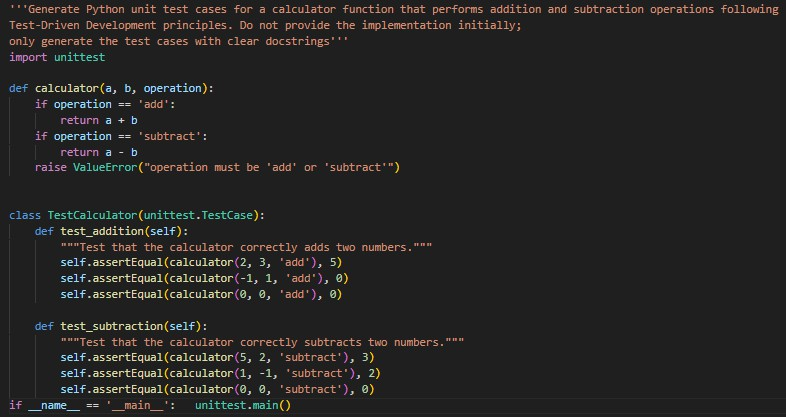 '''Generate Python unit test cases for a calculator function that performs addition and subtraction operations following
Test-Driven Development principles. Do not provide the implementation initially;
only generate the test cases with clear docstrings'''
import unittest
def calculator(a, b, operation):
    if operation == 'add':
        return a + b
    if operation == 'subtract':
        return a - b
    raise ValueError("operation must be 'add' or 'subtract'")
class TestCalculator(unittest.TestCase):
    def test_addition(self):
        """Test that the calculator correctly adds two numbers."""
        self.assertEqual(calculator(2, 3, 'add'), 5)
        self.assertEqual(calculator(-1, 1, 'add'), 0)
        self.assertEqual(calculator(0, 0, 'add'), 0)
    def test_subtraction(self):
        """Test that the calculator correctly subtracts two numbers."""
        self.assertEqual(calculator(5, 2, 'subtract'), 3)
        self.assertEqual(calculator(1, -1, 'subtract'), 2)
        self.assertEqual(calculator(0, 0, 'subtract'), 0)
if __name__ == '__main__':   unittest.main()